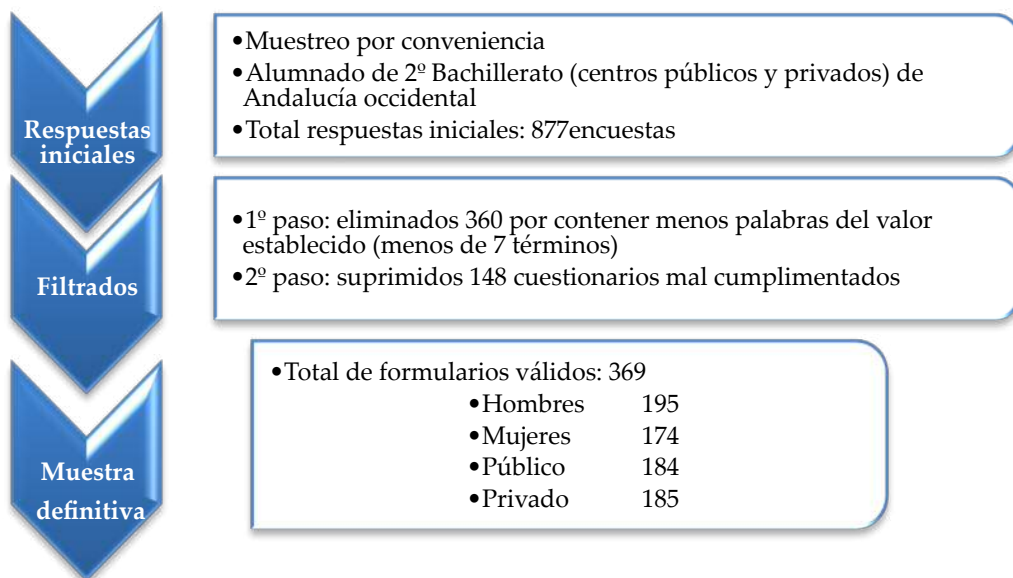 Respuestas
iniciales
•Muestreo por conveniencia
•Alumnado de 2º Bachillerato (centros públicos y privados) de
Andalucía occidental
•Total respuestas iniciales: 877encuestas
Filtrados
•1º paso: eliminados 360 por contener menos palabras del valor
establecido (menos de 7 términos)
•2º paso: suprimidos 148 cuestionarios mal cumplimentados
Muestra
definitiva
•Total de formularios válidos: 369
•Hombres 195
•Mujeres 174
•Público 184
•Privado 185